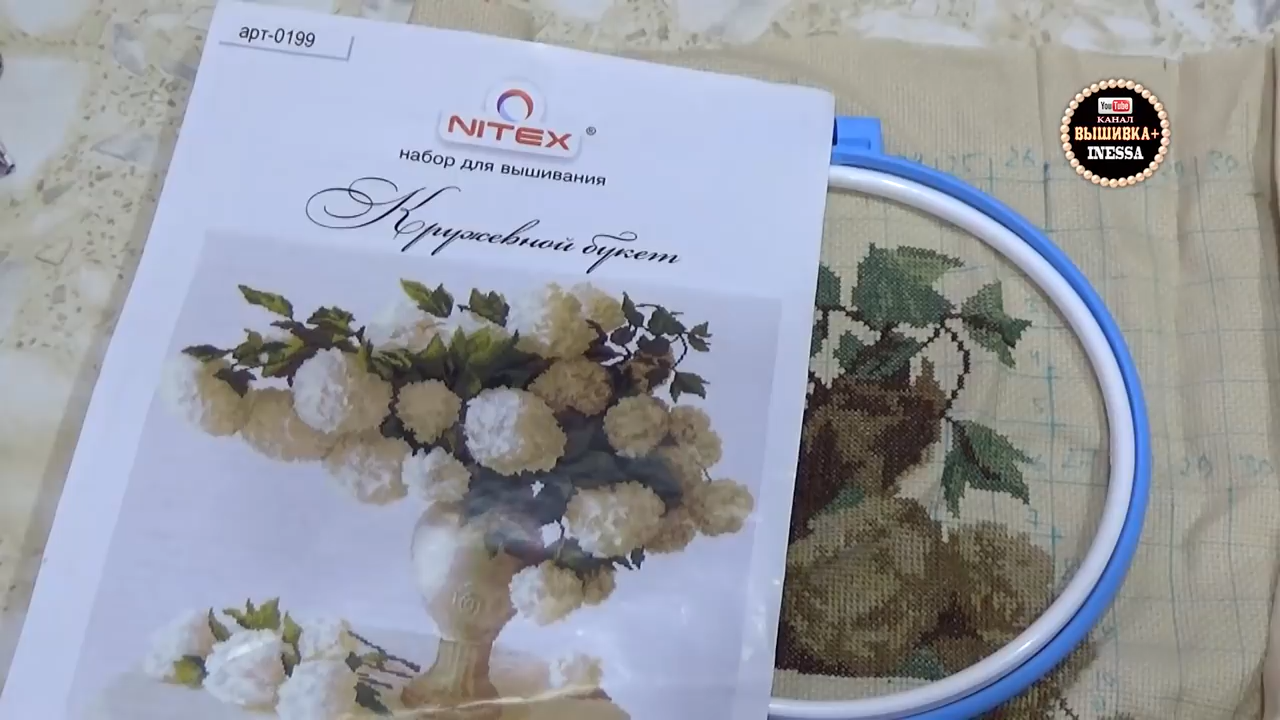 арт-0199
NITEX ®
набор для вышивания
Кружевной букет
YouTube
КАНАЛ
ВЫШИВКА+
INESSA